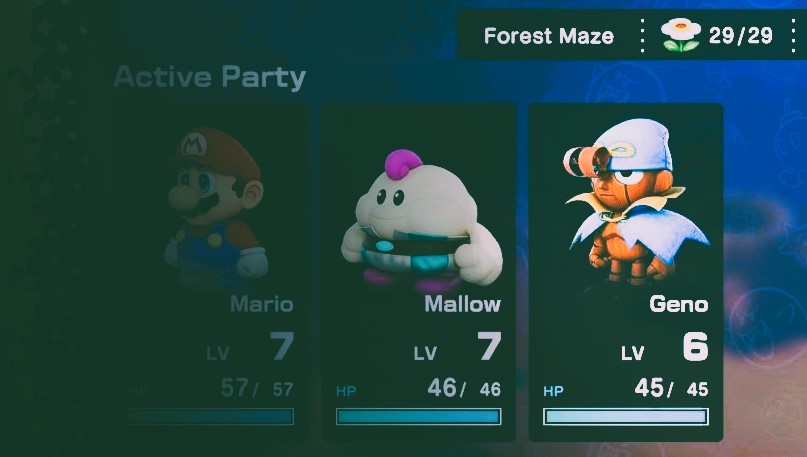 Forest Maze
29/29
Active Party
M
Mario
LV 7
HP 57/ 57
Mallow
LV 7
HP 46/ 46
Geno
LV 6
HP 45/ 45